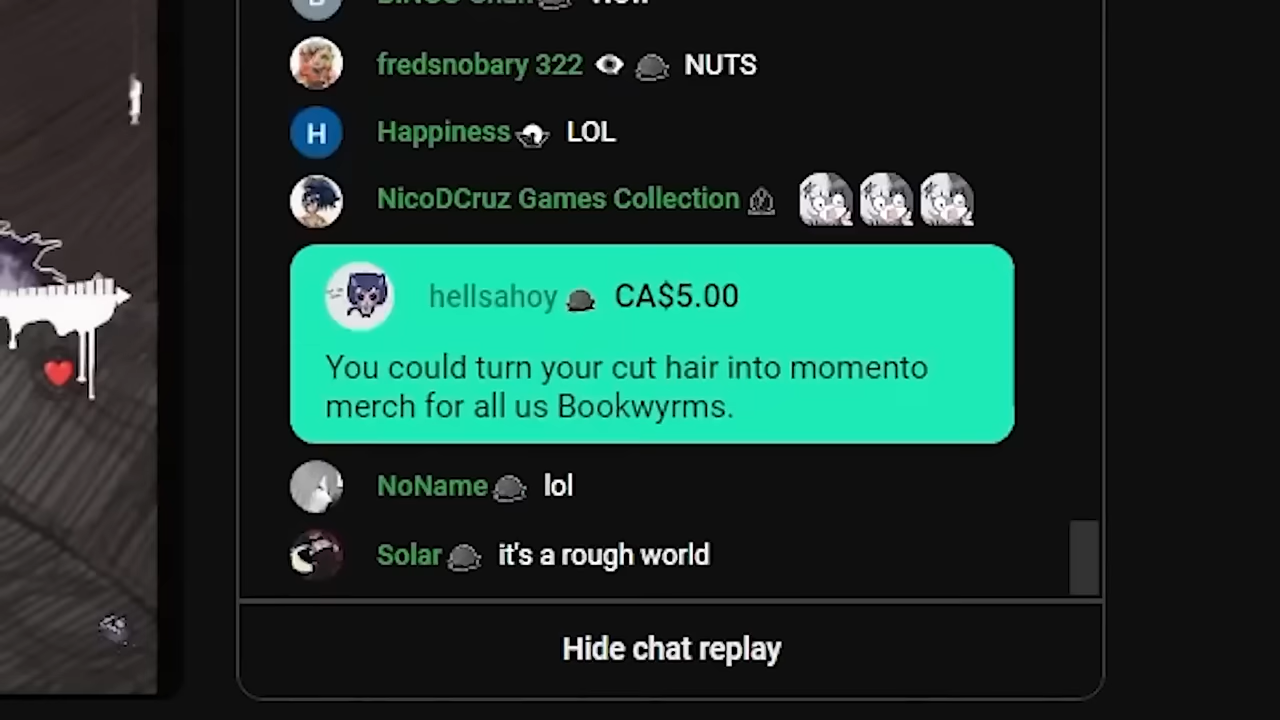 fredsnobary 322 NUTS
H Happiness LOL
NicoDCruz Games Collection
hellsahoy CA$5.00
You could turn your cut hair into momento
merch for all us Bookwyrms.
NoName lol
Solar it's a rough world
Hide chat replay